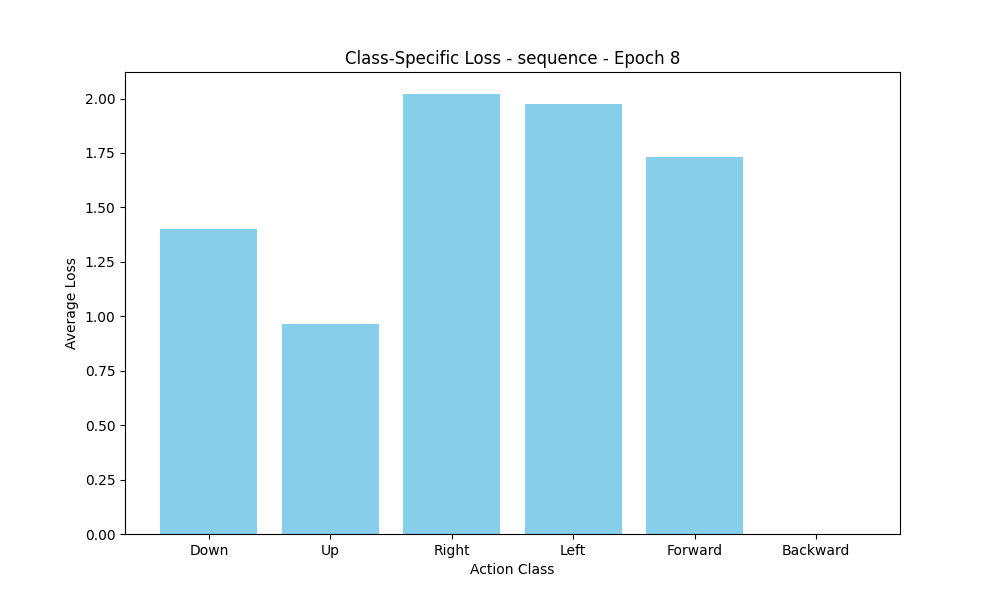 Class-Specific Loss - sequence - Epoch 8
Average Loss
2.00
1.75
1.50
1.25
1.00
0.75
0.50
0.25
0.00
Down Up Right Left Forward Backward
Action Class